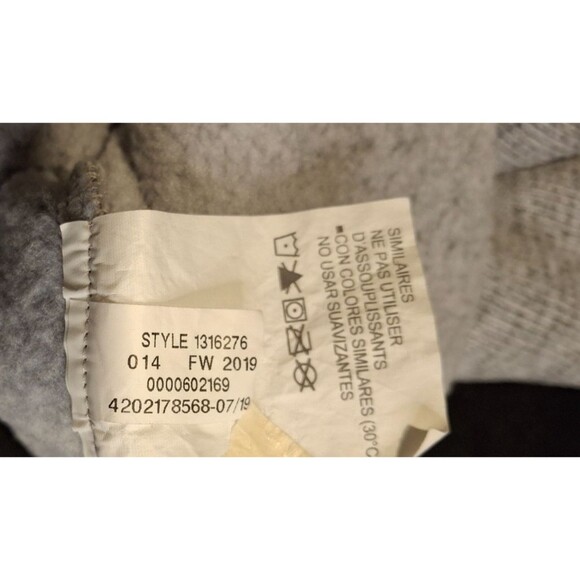 STYLE 1316276
014 FW 2019
0000602169
4202178568-07/19
SIMILAIRES
NE PAS UTILISER
D'ASSOUPLISSANTS
▪CON COLORES SIMILARES (30°C
NO USAR SUAVIZANTES